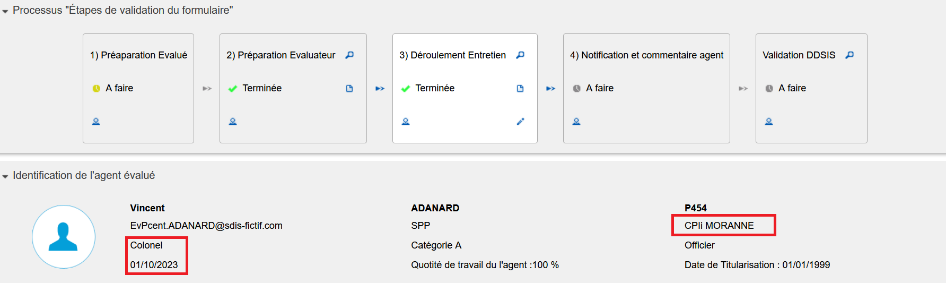 Processus "Étapes de validation du formulaire"
1) Préaparation Evalué
2) Préparation Evaluateur
3) Déroulement Entretien
4) Notification et commentaire agent
Validation DDSIS
A faire
Terminée
Terminée
A faire
A faire
Identification de l'agent évalué
Vincent ADANARD P454
EvPcent.ADANARD@sdis-fictif.com SPP CPIi MORANNE
Colonel Catégorie A Officier
01/10/2023 Quotité de travail du l'agent :100 % Date de Titularisation : 01/01/1999